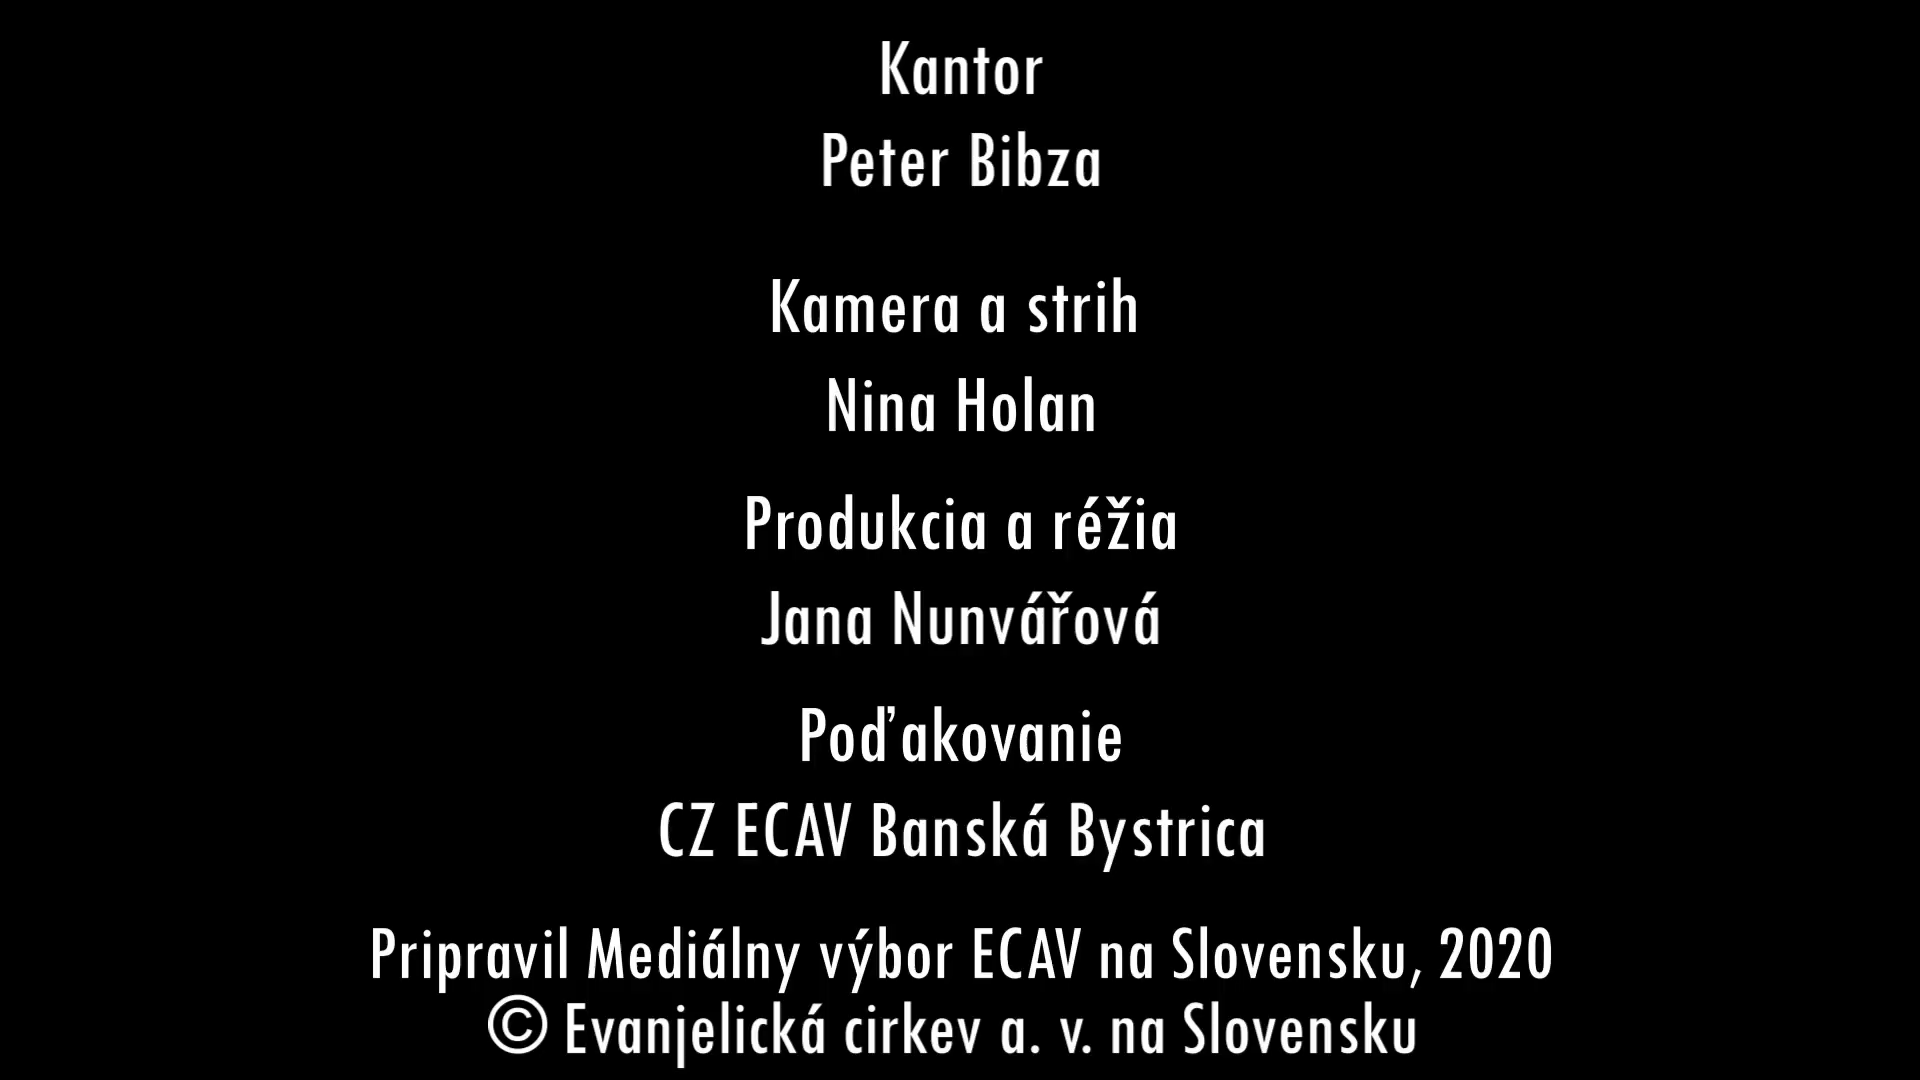 Kantor
Peter Bibza
Kamera a strih
Nina Holan
Produkcia a réžia
Jana Nunvářová
Poďakovanie
CZ ECAV Banská Bystrica
Pripravil Mediálny výbor ECAV na Slovensku, 2020
© Evanjelická cirkev a. v. na Slovensku